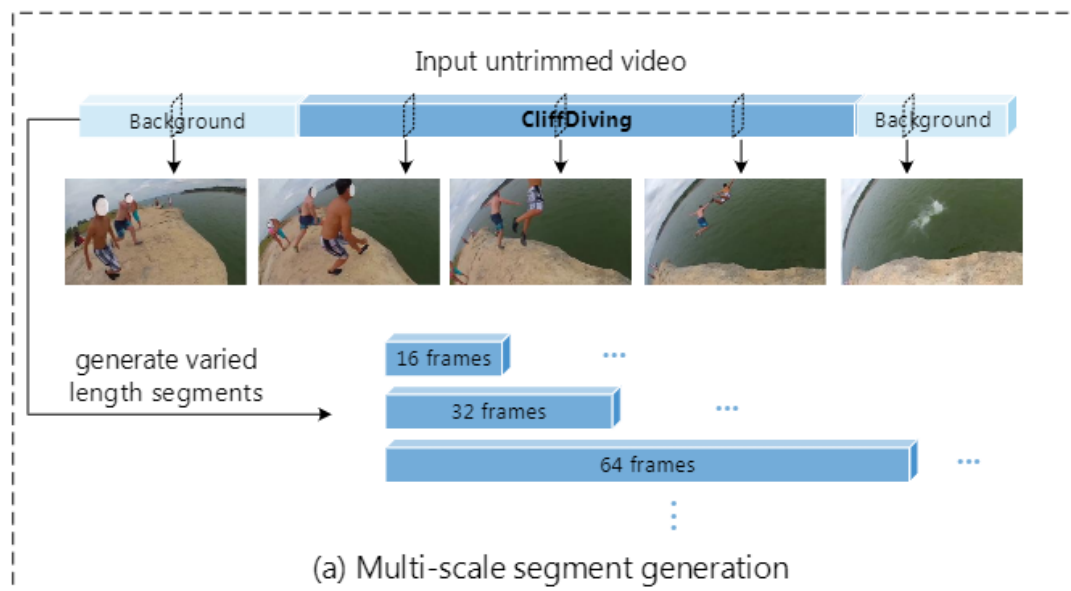 Input untrimmed video
Background CliffDiving Background
generate varied
length segments
16 frames ...
32 frames ...
64 frames ...
(a) Multi-scale segment generation